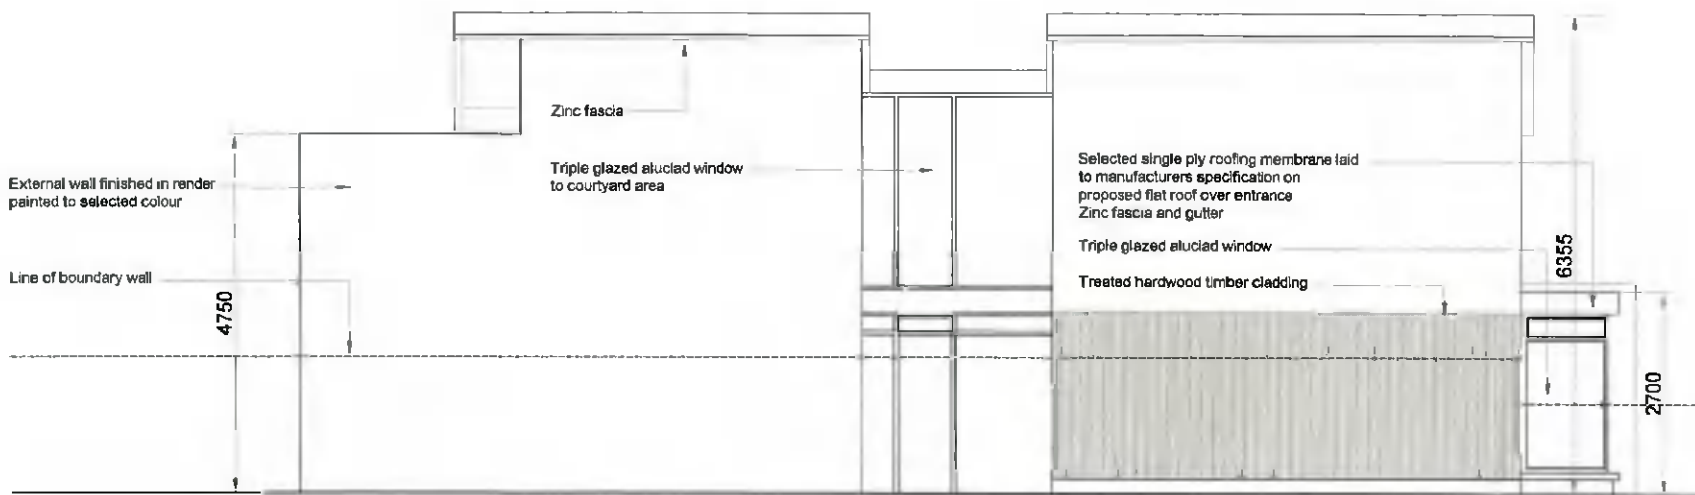 Zinc fascia
External wall finished in render
painted to selected colour
Triple glazed aluclad window
to courtyard area
Selected single ply roofing membrane laid
to manufacturers specification on
proposed flat roof over entrance
Zinc fascia and gutter
Triple glazed aluclad window
Line of boundary wall
Treated hardwood timber cladding
4750
6355
2700